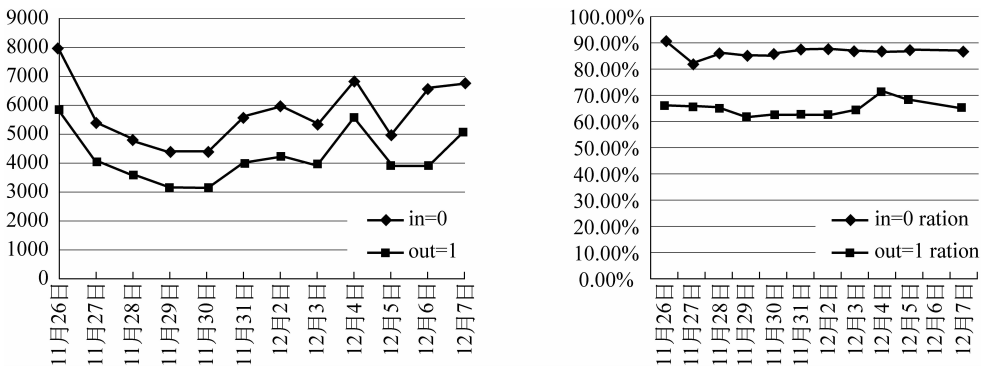 9000
8000
7000
6000
5000
4000
3000
2000
1000
0
in=0
out=1
11月26日
11月27日
11月28日
11月29日
11月30日
11月31日
12月2日
12月3日
12月4日
12月5日
12月6日
12月7日
100.00%
90.00%
80.00%
70.00%
60.00%
50.00%
40.00%
30.00%
20.00%
10.00%
0.00%
in=0 ration
out=1 ration
11月26日
11月27日
11月28日
11月29日
11月30日
11月31日
12月2日
12月3日
12月4日
12月5日
12月6日
12月7日